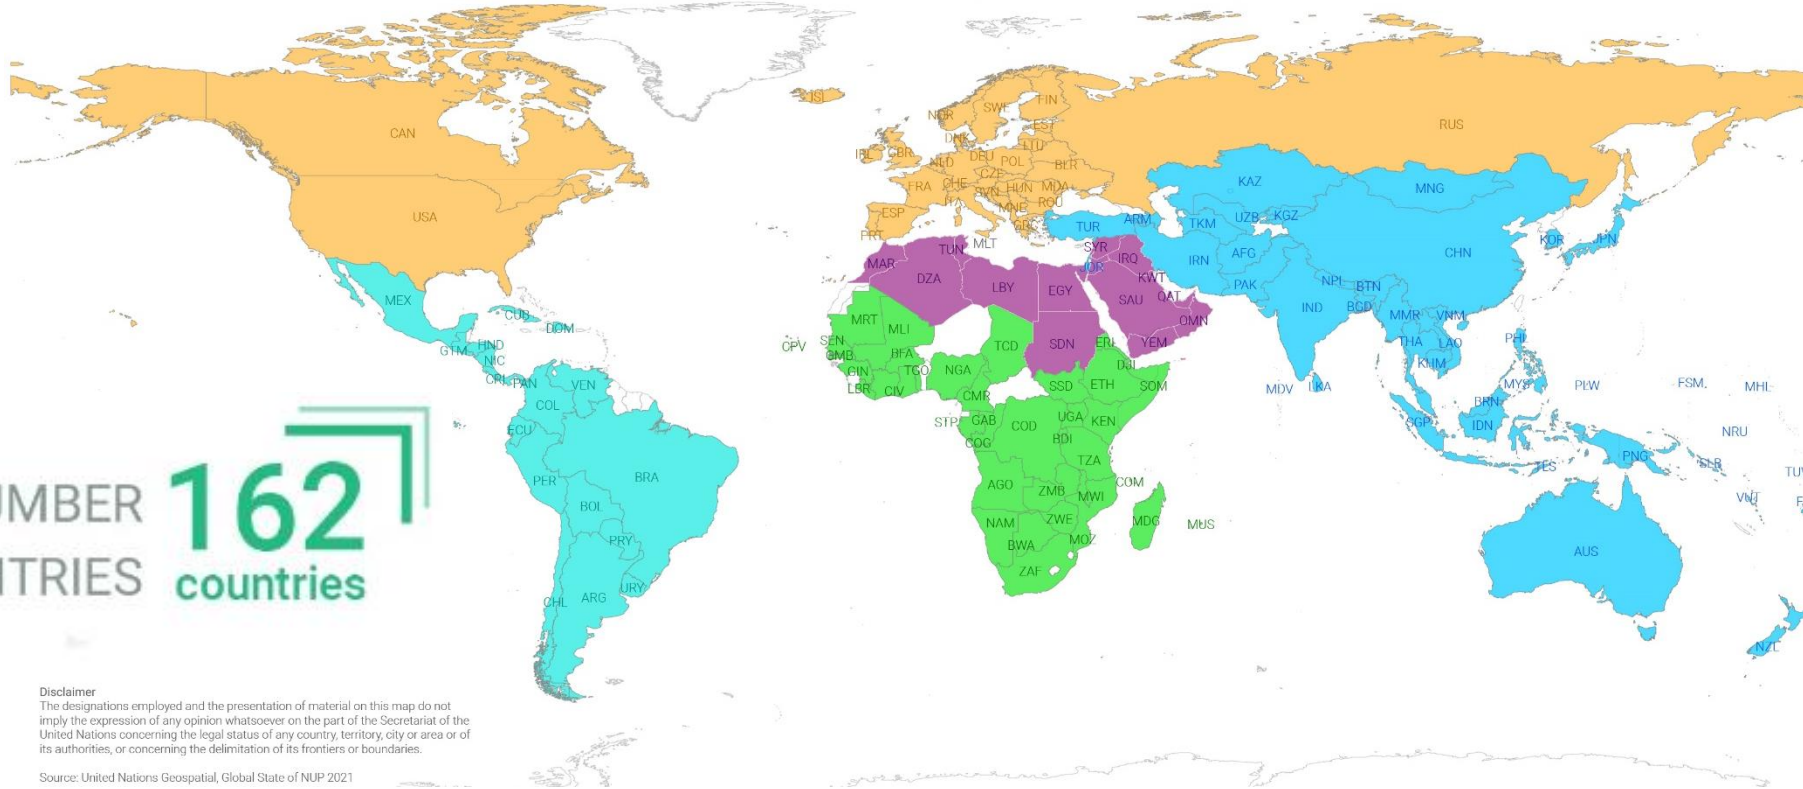 ISL
FIN
SWE
NOR
CAN
RUS
EST
DNK
LTU
IRL
GBR
NLD
DEU
POL
BLR
CZE
FRA
CHE
SVN
HUN
MDA
KAZ
MNG
ITA
MNE
ROU
USA
ESP
GRC
PRT
TUR
ARM
TKM
UZB
KGZ
KOR
JPN
TUN
MLT
SYR
MAR
IRQ
IRN
AFG
CHN
JOR
DZA
LBY
EGY
KWT
PAK
NPL
BTN
MEX
SAU
QAT
IND
BGD
CUB
DOM
MRT
MLI
OMN
MMR
VNM
CPV
SEN
TCD
SDN
ERI
YEM
THA
LAO
PHL
GTM
HND
GMB
BFA
NIC
GIN
TGO
NGA
DJI
KHM
CRI
PAN
VEN
LBR
CIV
SSD
ETH
SOM
MDV
LKA
MYS
PLW
FSM
MHL
COL
CMR
BRN
ECU
STP
GAB
COD
UGA
KEN
SGP
IDN
NRU
COG
BDI
TZA
TLS
PNG
SLB
TUV
PER
BRA
AGO
ZMB
MWI
COM
VUT
F
UMBER 162
NTRIES countries
BOL
PRY
NAM
ZWE
MDG
MUS
BWA
MOZ
AUS
ZAF
CHL
ARG
URY
NZL
Disclaimer
The designations employed and the presentation of material on this map do not
imply the expression of any opinion whatsoever on the part of the Secretariat of the
United Nations concerning the legal status of any country, territory, city or area or of
its authorities, or concerning the delimitation of its frontiers or boundaries.
Source: United Nations Geospatial, Global State of NUP 2021